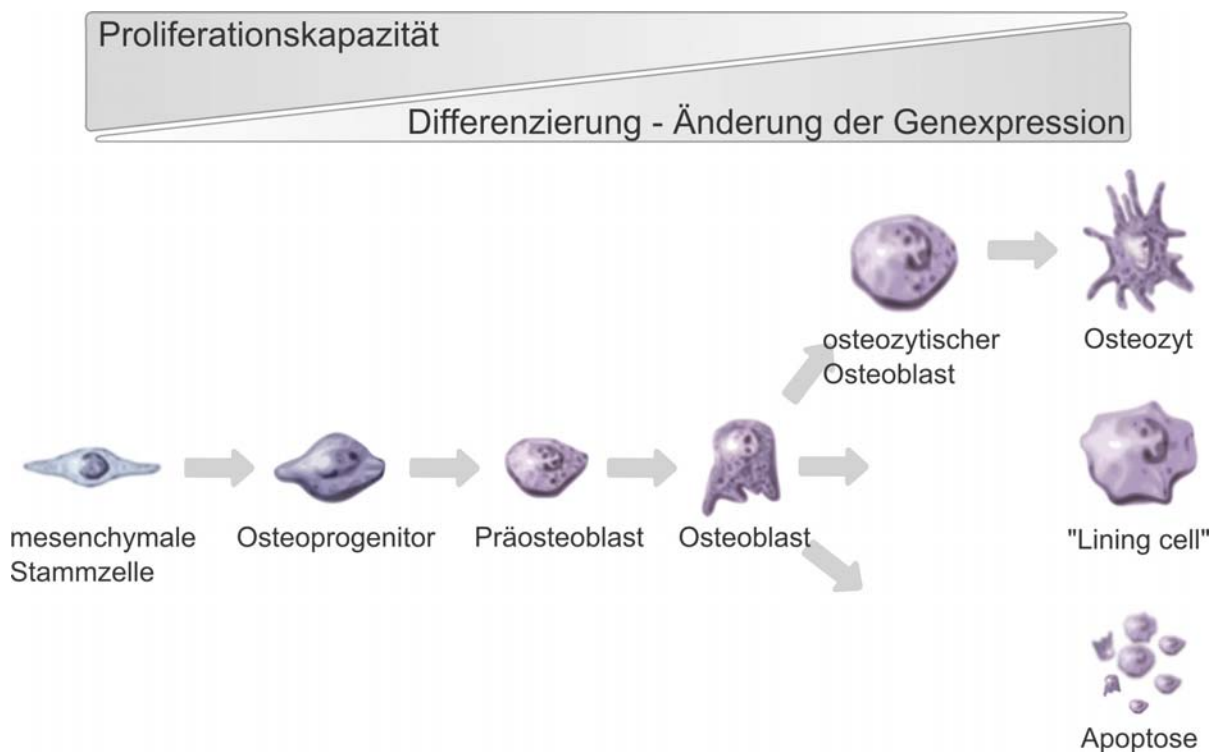 Proliferationskapazität
Differenzierung - Änderung der Genexpression
osteozytischer
Osteoblast
Osteozyt
mesenchymale
Stammzelle
Osteoprogenitor
Präosteoblast
Osteoblast
"Lining cell"
Apoptose